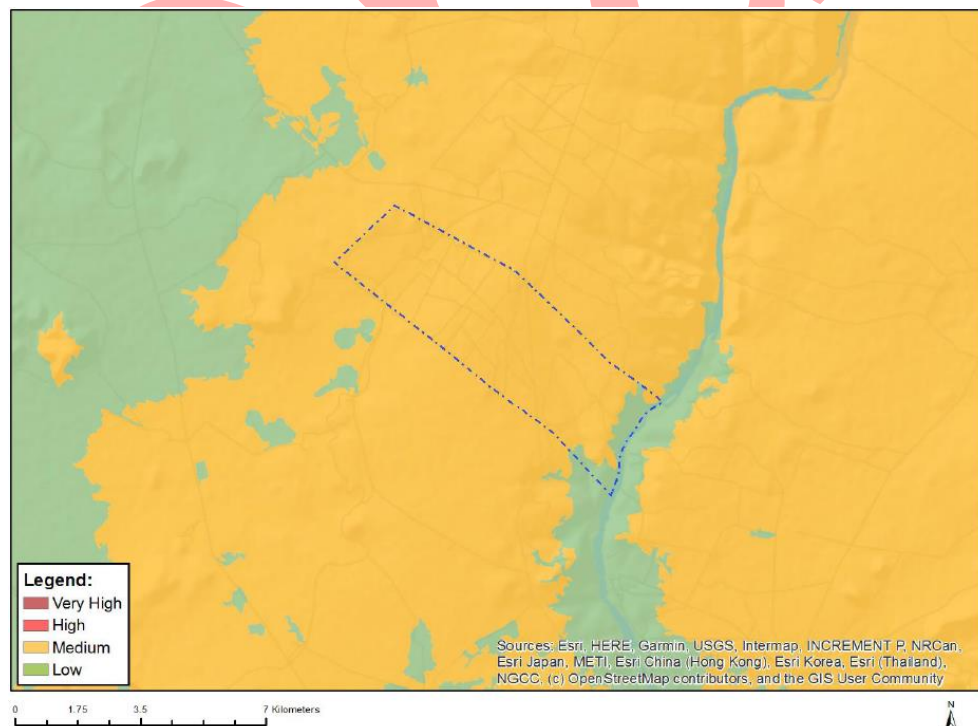 Legend:
Very High
High
Medium
Low
Sources: Esri, HERE, Garmin, USGS, Intermap, INCREMENT P, NRCan,
Esri Japan, METI, Esri China (Hong Kong), Esri Korea, Esri (Thailand),
NGCC, (c) OpenStreetMap contributors, and the GIS User Community
0 1.75 3.5 7 Kilometers
N